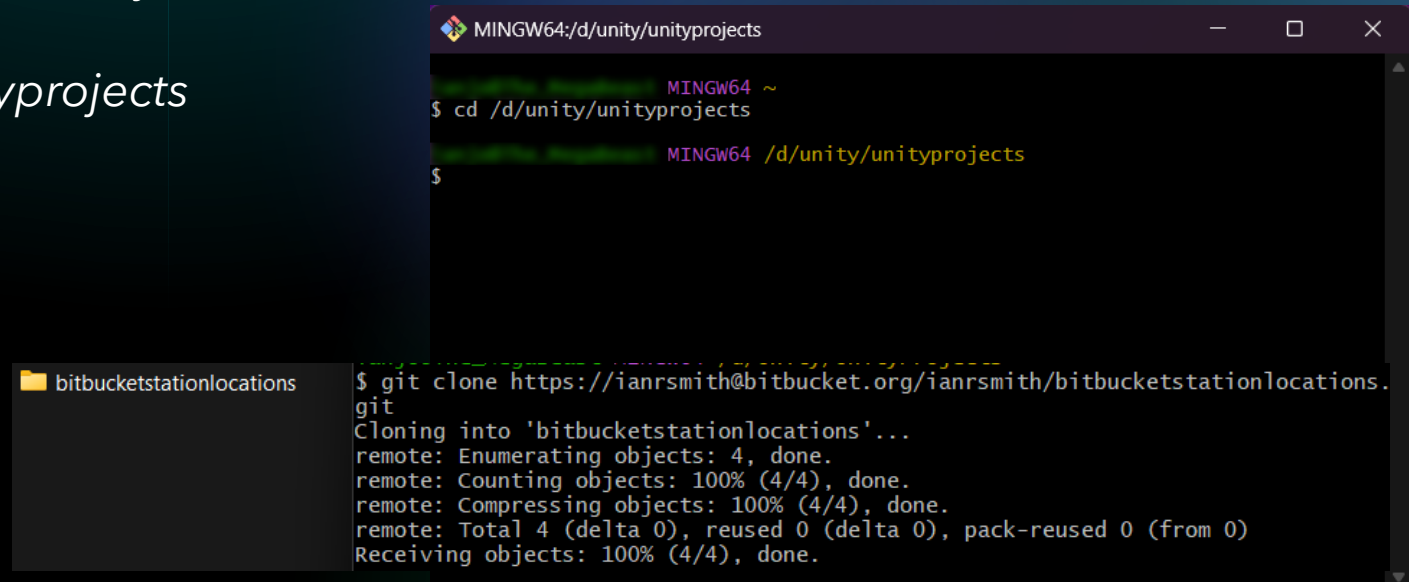 MINGW64:/d/unity/unityprojects
yprojects
MINGW64 ~
$ cd /d/unity/unityprojects
MINGW64 /d/unity/unityprojects
$
bitbucketstationlocations
$ git clone https://ianrsmith@bitbucket.org/ianrsmith/bitbucketstationlocations.
git
Cloning into 'bitbucketstationlocations'...
remote: Enumerating objects: 4, done.
remote: Counting objects: 100% (4/4), done.
remote: Compressing objects: 100% (4/4), done.
remote: Total 4 (delta 0), reused 0 (delta 0), pack-reused 0 (from 0)
Receiving objects: 100% (4/4), done.